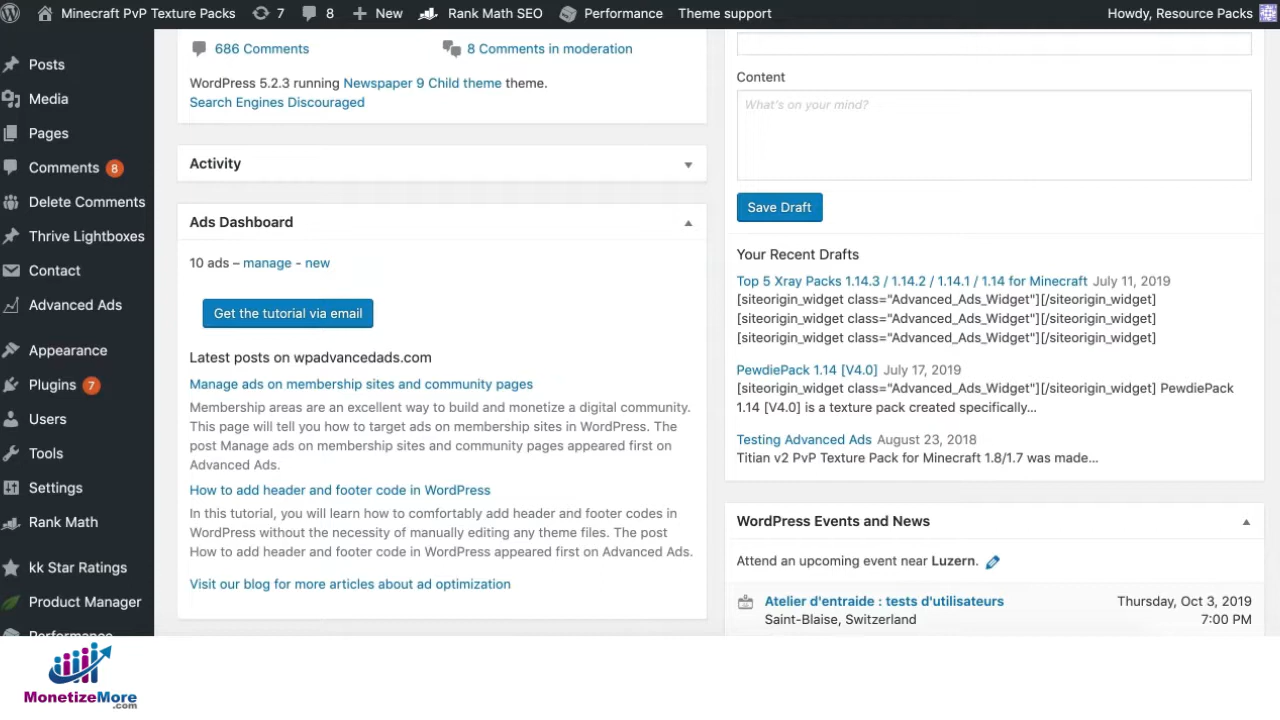 Minecraft PvP Texture Packs 7 8 New Rank Math SEO Performance Theme support Howdy, Resource Packs
Posts
Media
Pages
Comments 8
Delete Comments
Thrive Lightboxes
Contact
Advanced Ads
Appearance
Plugins 7
Users
Tools
Settings
Rank Math
kk Star Ratings
Product Manager
Performance
686 Comments 8 Comments in moderation
WordPress 5.2.3 running Newspaper 9 Child theme theme.
Search Engines Discouraged
Activity
Ads Dashboard
10 ads – manage - new
Get the tutorial via email
Latest posts on wpadvancedads.com
Manage ads on membership sites and community pages
Membership areas are an excellent way to build and monetize a digital community.
This page will tell you how to target ads on membership sites in WordPress. The
post Manage ads on membership sites and community pages appeared first on
Advanced Ads.
How to add header and footer code in WordPress
In this tutorial, you will learn how to comfortably add header and footer codes in
WordPress without the necessity of manually editing any theme files. The post
How to add header and footer code in WordPress appeared first on Advanced Ads.
Visit our blog for more articles about ad optimization
Content
What's on your mind?
Save Draft
Your Recent Drafts
Top 5 Xray Packs 1.14.3 / 1.14.2 / 1.14.1 / 1.14 for Minecraft July 11, 2019
[siteorigin_widget class="Advanced_Ads_Widget"][/siteorigin_widget]
[siteorigin_widget class="Advanced_Ads_Widget"][/siteorigin_widget]
[siteorigin_widget class="Advanced_Ads_Widget"][/siteorigin_widget]
PewdiePack 1.14 [V4.0] July 17, 2019
[siteorigin_widget class="Advanced_Ads_Widget"][/siteorigin_widget] PewdiePack
1.14 [V4.0] is a texture pack created specifically…
Testing Advanced Ads August 23, 2018
Titian v2 PvP Texture Pack for Minecraft 1.8/1.7 was made…
WordPress Events and News
Attend an upcoming event near Luzern.
Atelier d'entraide : tests d'utilisateurs Thursday, Oct 3, 2019
Saint-Blaise, Switzerland 7:00 PM
MonetizeMore
.com